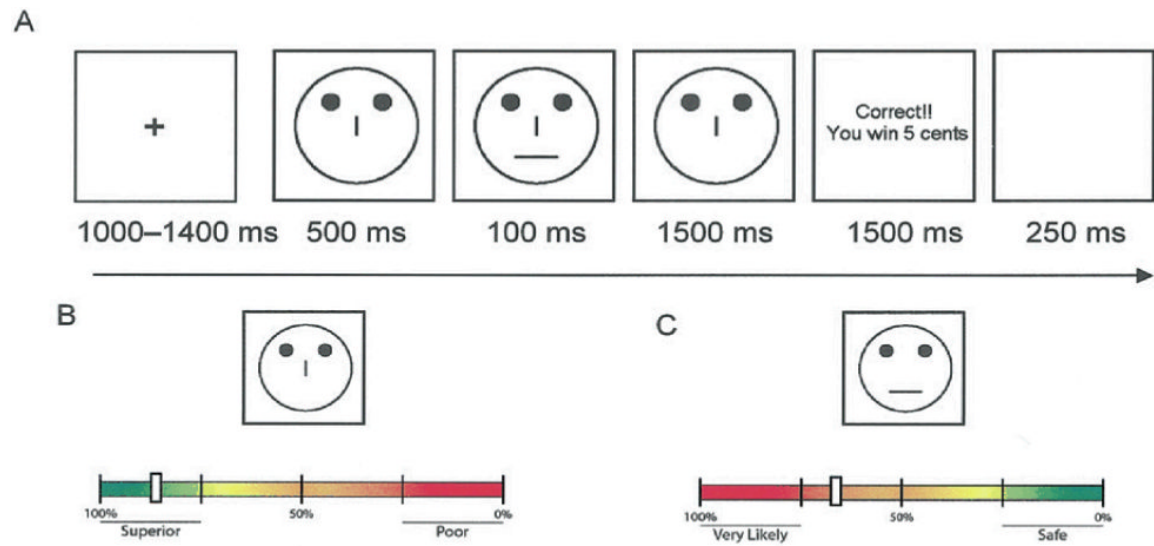 A
+
Correct!!
You win 5 cents
1000–1400 ms 500 ms 100 ms 1500 ms 1500 ms 250 ms
B
C
100% 50% 0%
Superior Poor
100% 50% 0%
Very Likely Safe